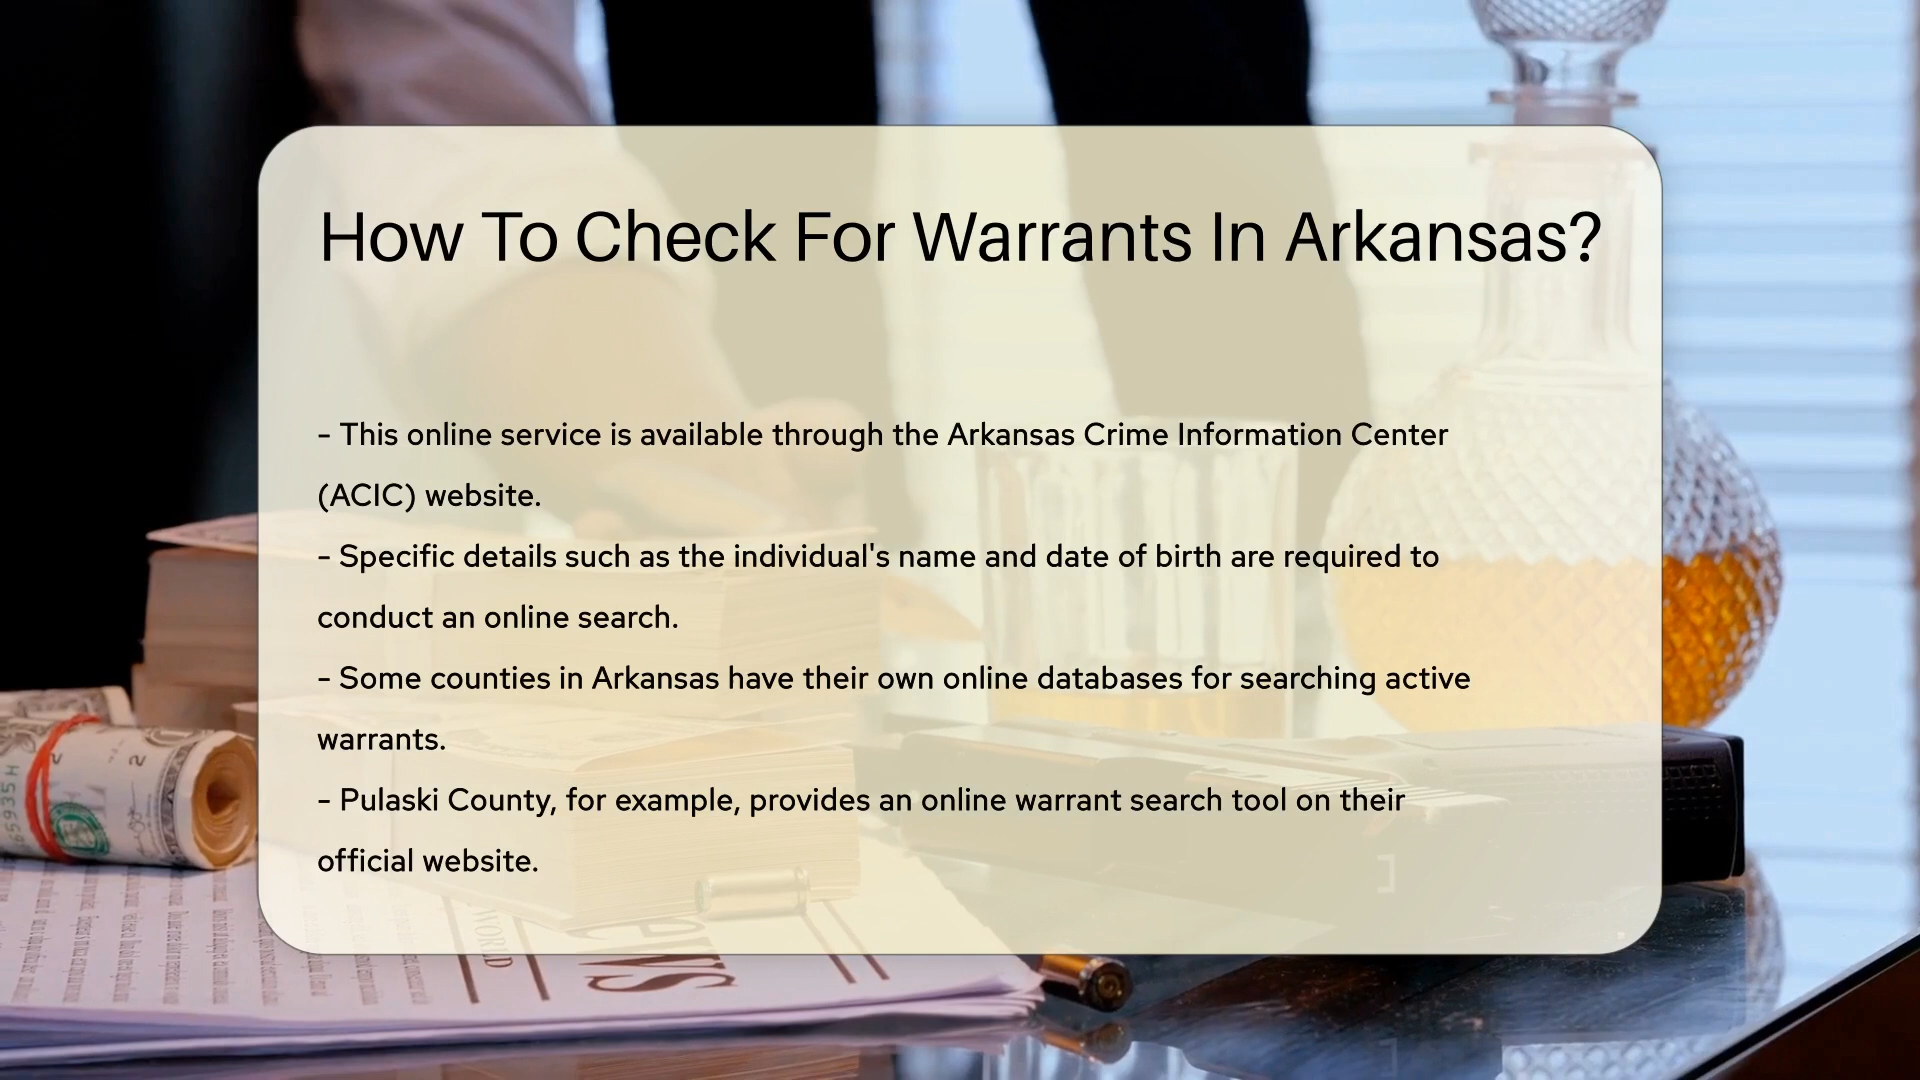 How To Check For Warrants In Arkansas?
- This online service is available through the Arkansas Crime Information Center
(ACIC) website.
- Specific details such as the individual's name and date of birth are required to
conduct an online search.
- Some counties in Arkansas have their own online databases for searching active
warrants.
- Pulaski County, for example, provides an online warrant search tool on their
official website.
WORLD